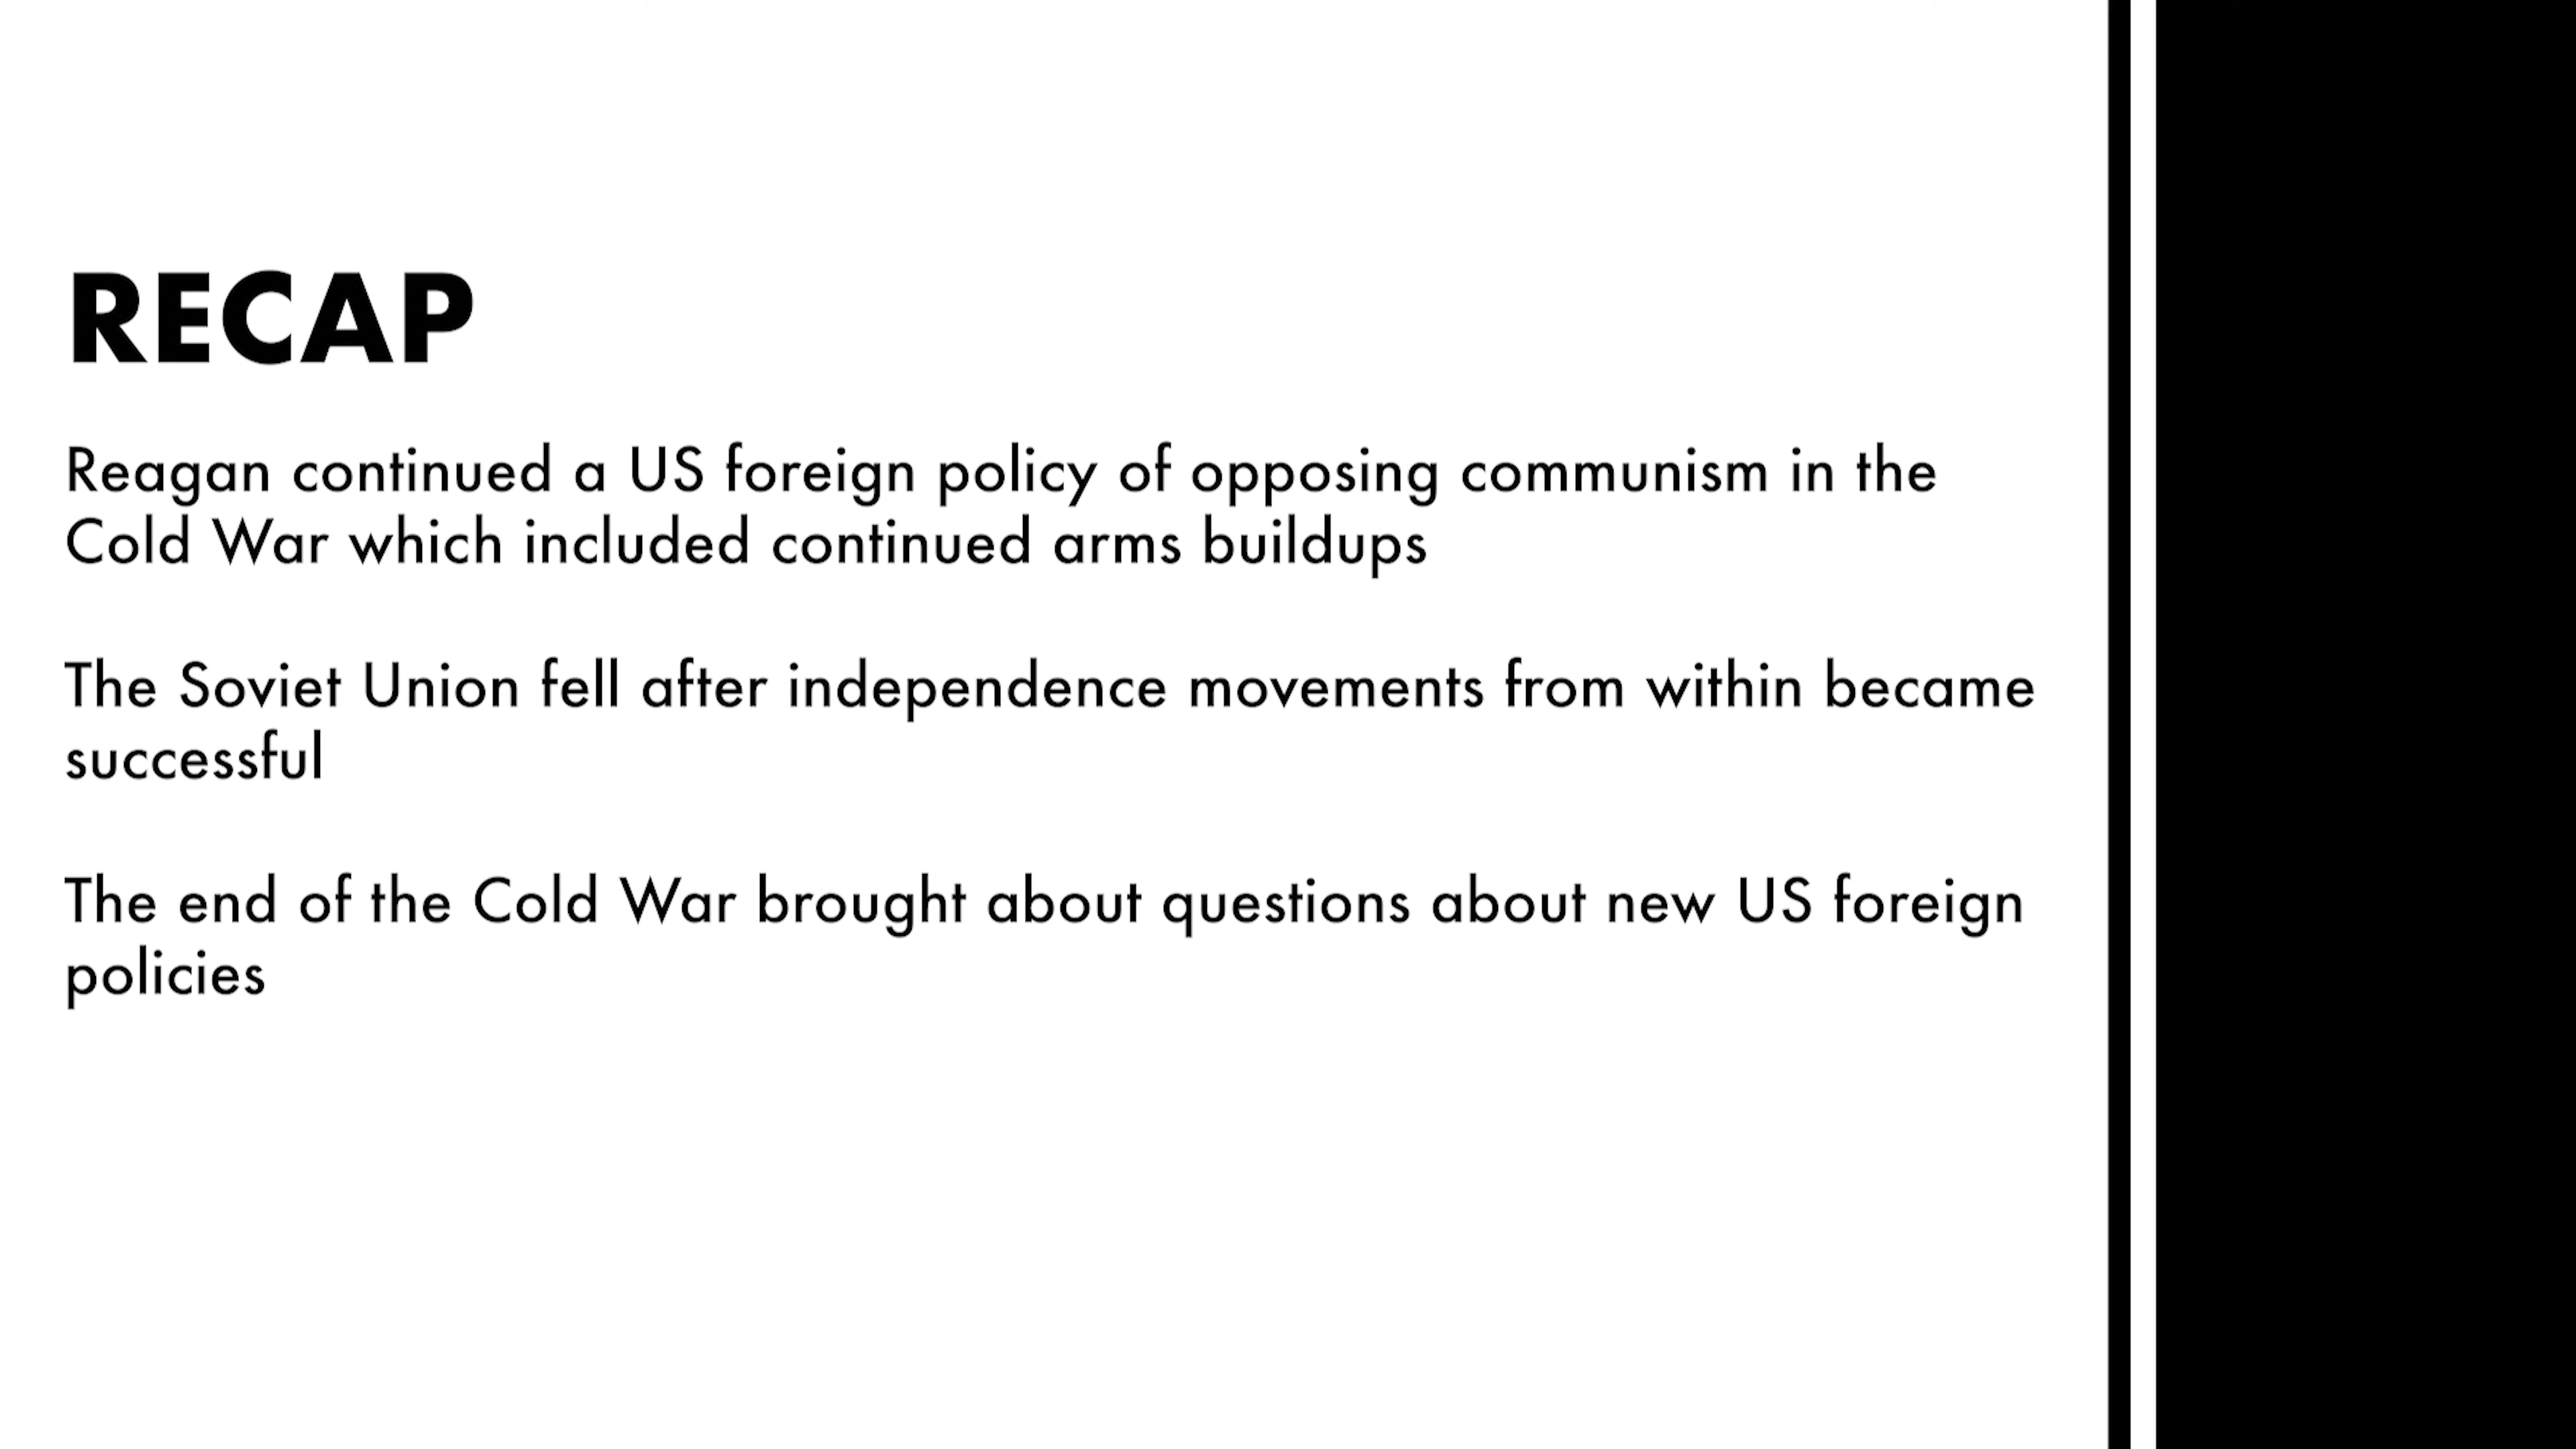 RECAP
Reagan continued a US foreign policy of opposing communism in the
Cold War which included continued arms buildups
The Soviet Union fell after independence movements from within became
successful
The end of the Cold War brought about questions about new US foreign
policies